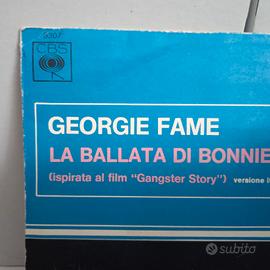 CBS
GEORGIE FAME
LA BALLATA DI BONNIE
(ispirata al film "Gangster Story") versione
subito